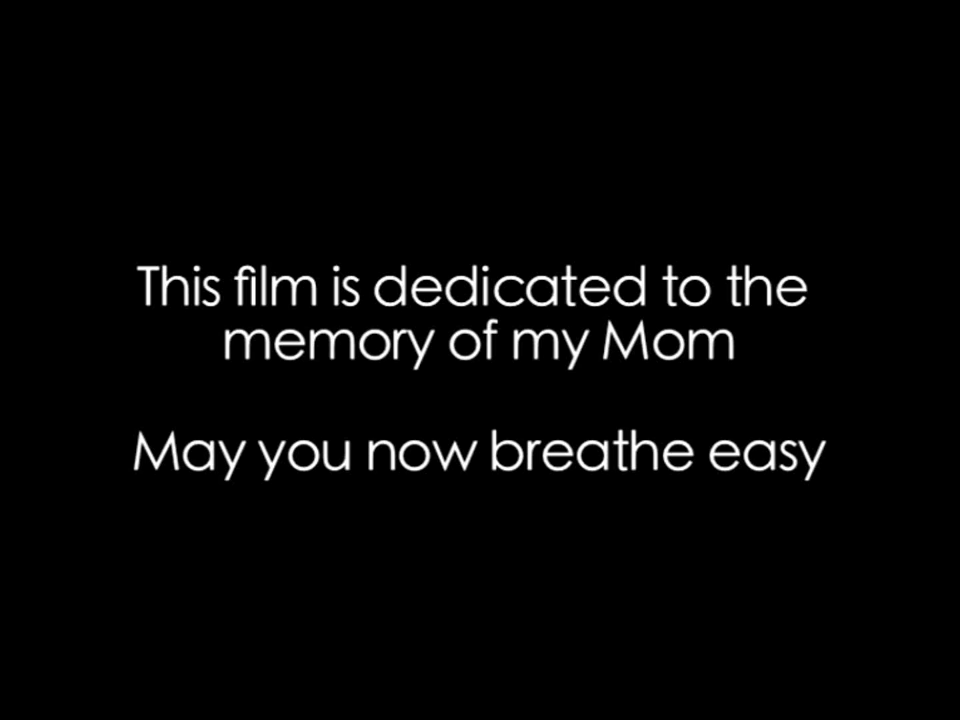 This film is dedicated to the
memory of my Mom
May you now breathe easy